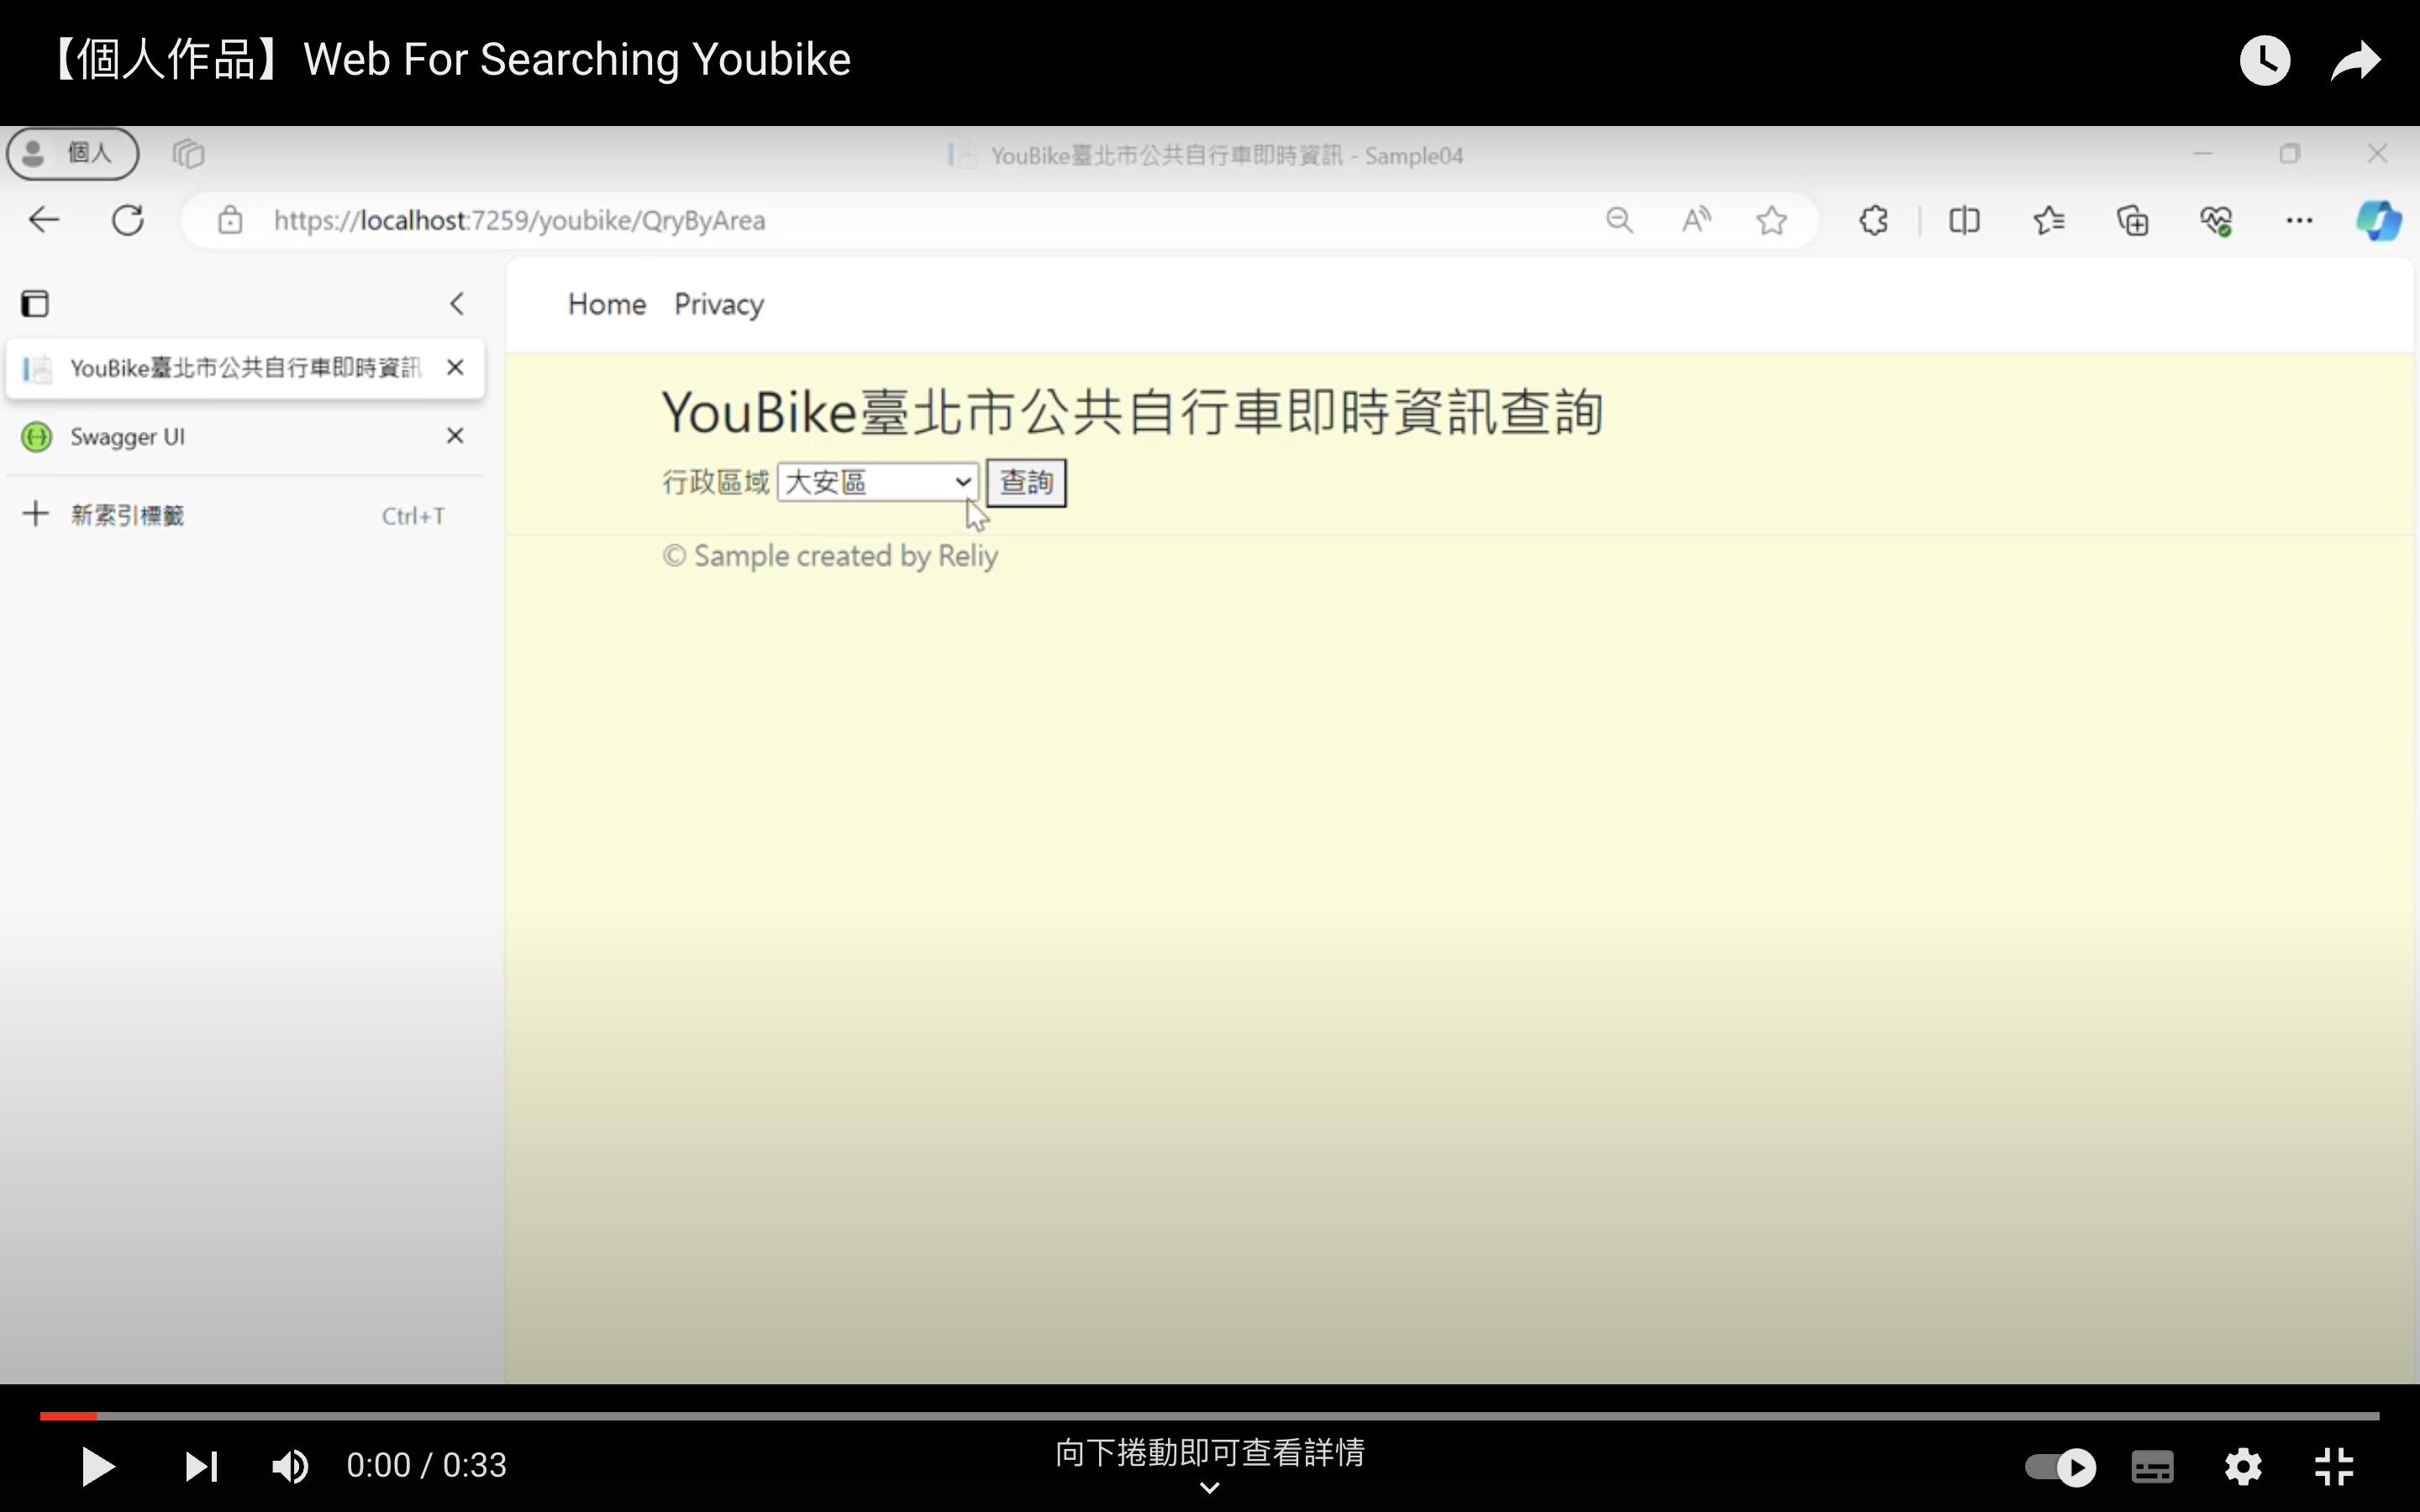 【個人作品】Web For Searching Youbike
個人
YouBike臺北市公共自行車即時資訊 - Sample04
https://localhost:7259/youbike/QryByArea
Home Privacy
YouBike臺北市公共自行車即時資訊
Swagger UI
新索引標籤 Ctrl+T
YouBike臺北市公共自行車即時資訊查詢
行政區域 大安區 查詢
© Sample created by Reliy
0:00 / 0:33
向下捲動即可查看詳情